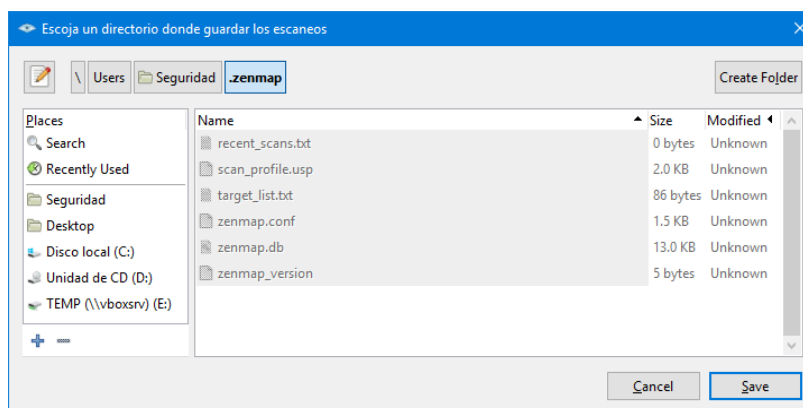 Escoja un directorio donde guardar los escaneos
\ Users Seguridad .zenmap Create Folder
Places Name Size Modified
Search recent_scans.txt 0 bytes Unknown
Recently Used scan_profile.usp 2.0 KB Unknown
Seguridad target_list.txt 86 bytes Unknown
Desktop zenmap.conf 1.5 KB Unknown
Disco local (C:) zenmap.db 13.0 KB Unknown
Unidad de CD (D:) zenmap_version 5 bytes Unknown
TEMP (\\vboxsrv) (E:)
Cancel Save